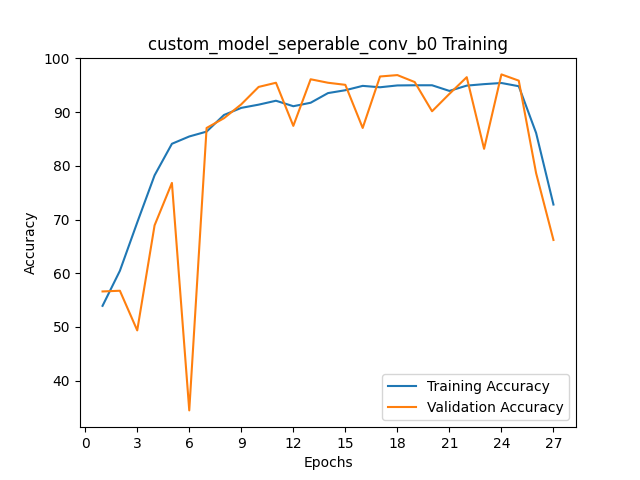 custom_model_seperable_conv_b0 Training
100
90
80
70
60
50
40
Accuracy
0 3 6 9 12 15 18 21 24 27
Epochs
Training Accuracy
Validation Accuracy